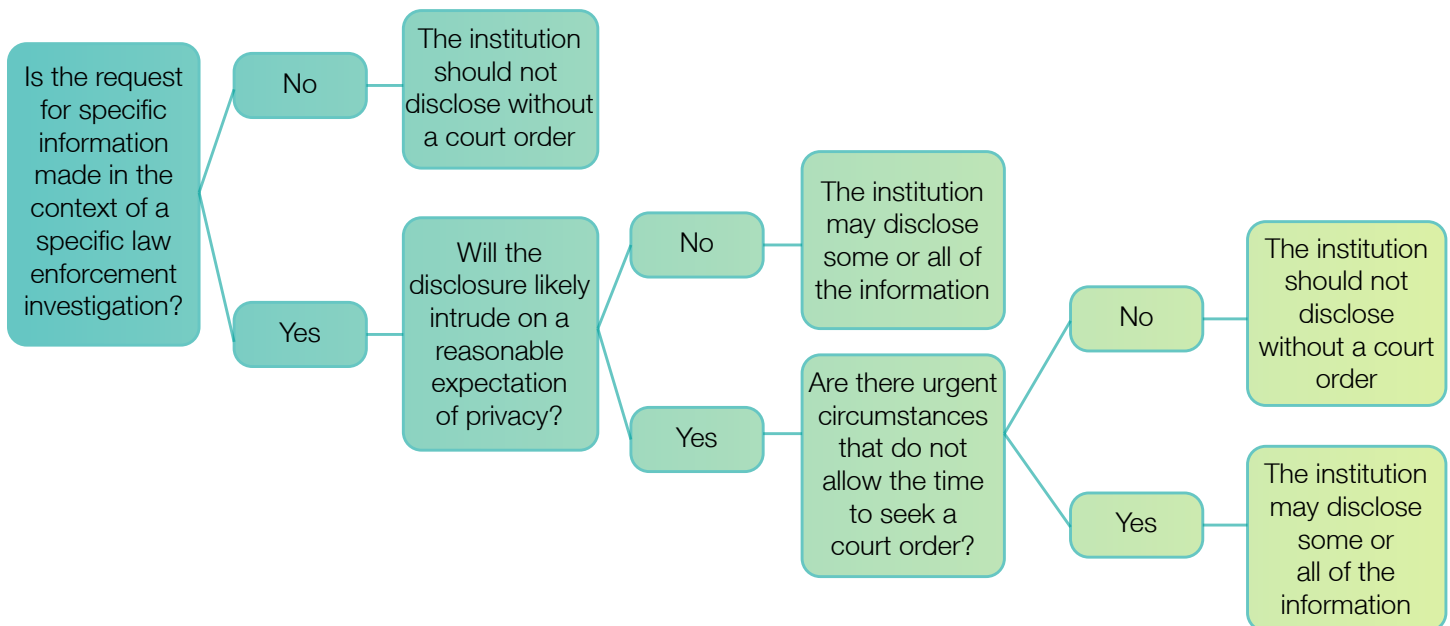 Is the request
for specific
information
made in the
context of a
specific law
enforcement
investigation?
No
The institution
should not
disclose without
a court order
Yes
Will the
disclosure likely
intrude on a
reasonable
expectation
of privacy?
No
The institution
may disclose
some or all of
the information
Yes
Are there urgent
circumstances
that do not
allow the time
to seek a
court order?
No
The institution
should not
disclose
without a court
order
Yes
The institution
may disclose
some or
all of the
information